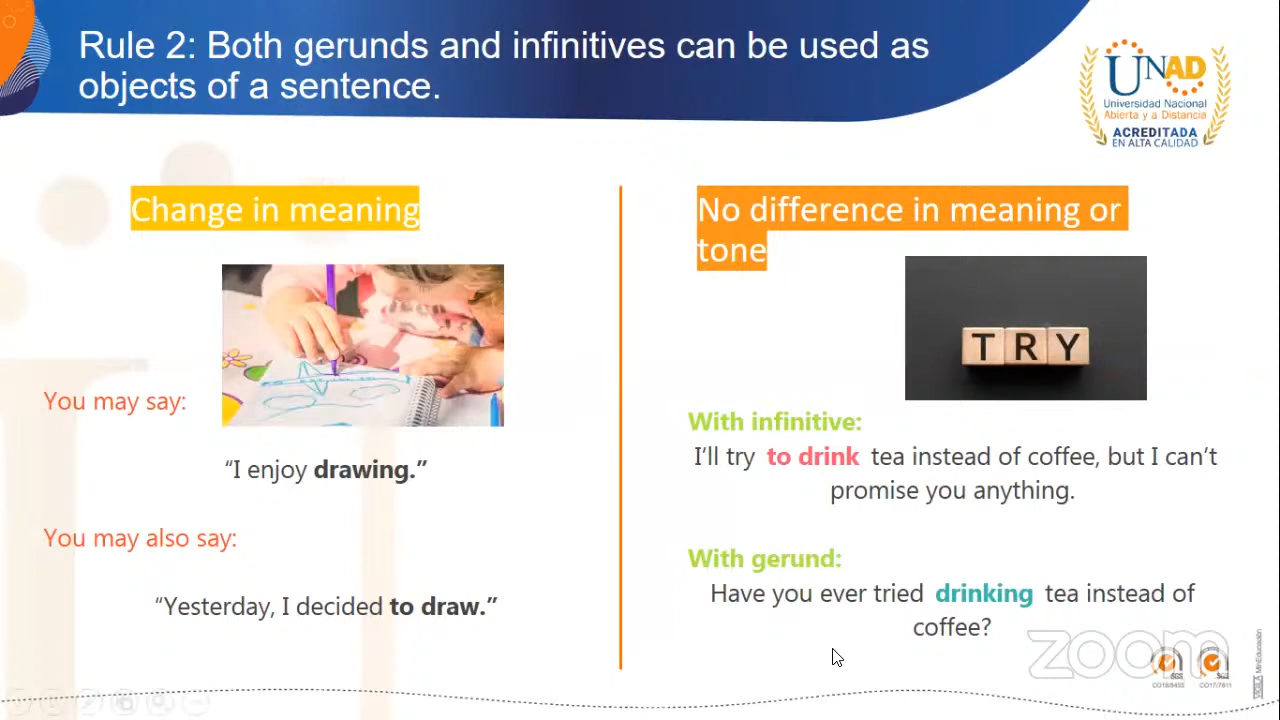 Rule 2: Both gerunds and infinitives can be used as
objects of a sentence.
UNAD
Universidad Nacional
Abierta y a Distancia
ACREDITADA
EN ALTA CALIDAD
Change in meaning
You may say:
“I enjoy drawing.”
You may also say:
“Yesterday, I decided to draw.”
No difference in meaning or
tone
TRY
With infinitive:
I’ll try to drink tea instead of coffee, but I can’t
promise you anything.
With gerund:
Have you ever tried drinking tea instead of
coffee?
zoom
SGS
SGS